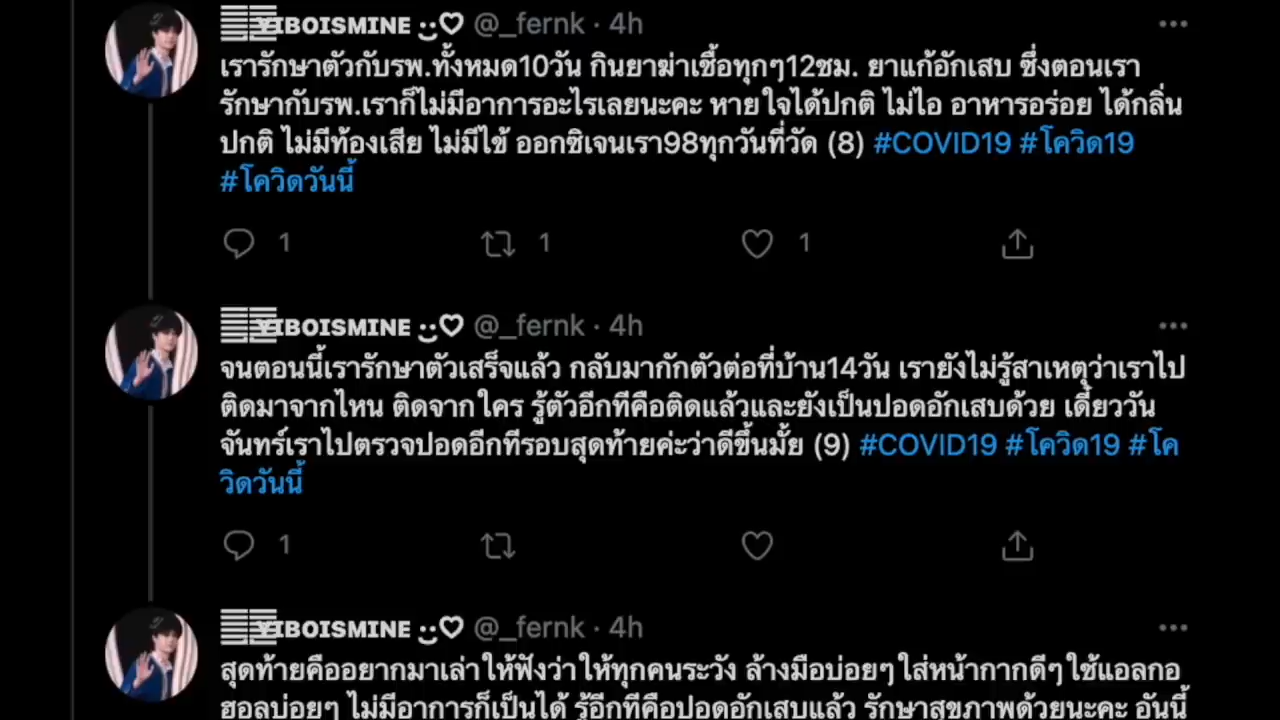 YIBOISMINE ت♡ @_fernk · 4h
เรารักษาตัวกับรพ.ทั้งหมด10วัน กินยาฆ่าเชื้อทุกๆ12ชม. ยาแก้อักเสบ ซึ่งตอนเรา
รักษากับรพ.เราก็ไม่มีอาการอะไรเลยนะคะ หายใจได้ปกติ ไม่ไอ อาหารอร่อย ได้กลิ่น
ปกติ ไม่มีท้องเสีย ไม่มีไข้ ออกซิเจนเรา98ทุกวันที่วัด (8) #COVID19 #โควิด19
#โควิดวันนี้
1 1 1
YIBOISMINE ت♡ @_fernk · 4h
จนตอนนี้เรารักษาตัวเสร็จแล้ว กลับมากักตัวต่อที่บ้าน14วัน เรายังไม่รู้สาเหตุว่าเราไป
ติดมาจากไหน ติดจากใคร รู้ตัวอีกทีคือติดแล้วและยังเป็นปอดอักเสบด้วย เดี๋ยววัน
จันทร์เราไปตรวจปอดอีกทีรอบสุดท้ายค่ะว่าดีขึ้นมั้ย (9) #COVID19 #โควิด19 #โค
วิดวันนี้
1
YIBOISMINE ت♡ @_fernk · 4h
สุดท้ายคืออยากมาเล่าให้ฟังว่าให้ทุกคนระวัง ล้างมือบ่อยๆ ใส่หน้ากากดีๆ ใช้แอลกอ
ฮอลบ่อยๆ ไม่มีอาการก็เป็นได้ รู้อีกทีคือปอดอักเสบแล้ว รักษาสุขภาพด้วยนะคะ อันนี้